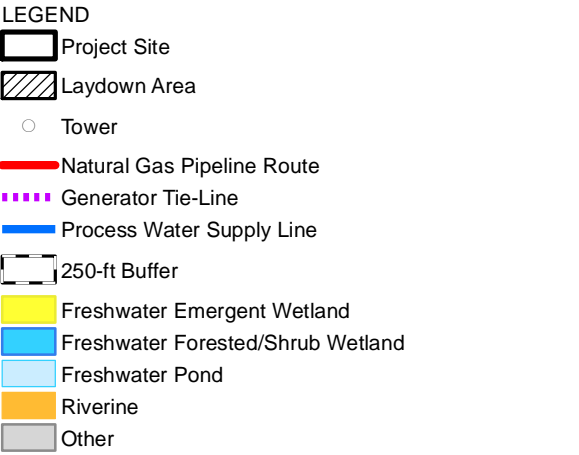 LEGEND
Project Site
Laydown Area
Tower
Natural Gas Pipeline Route
Generator Tie-Line
Process Water Supply Line
250-ft Buffer
Freshwater Emergent Wetland
Freshwater Forested/Shrub Wetland
Freshwater Pond
Riverine
Other